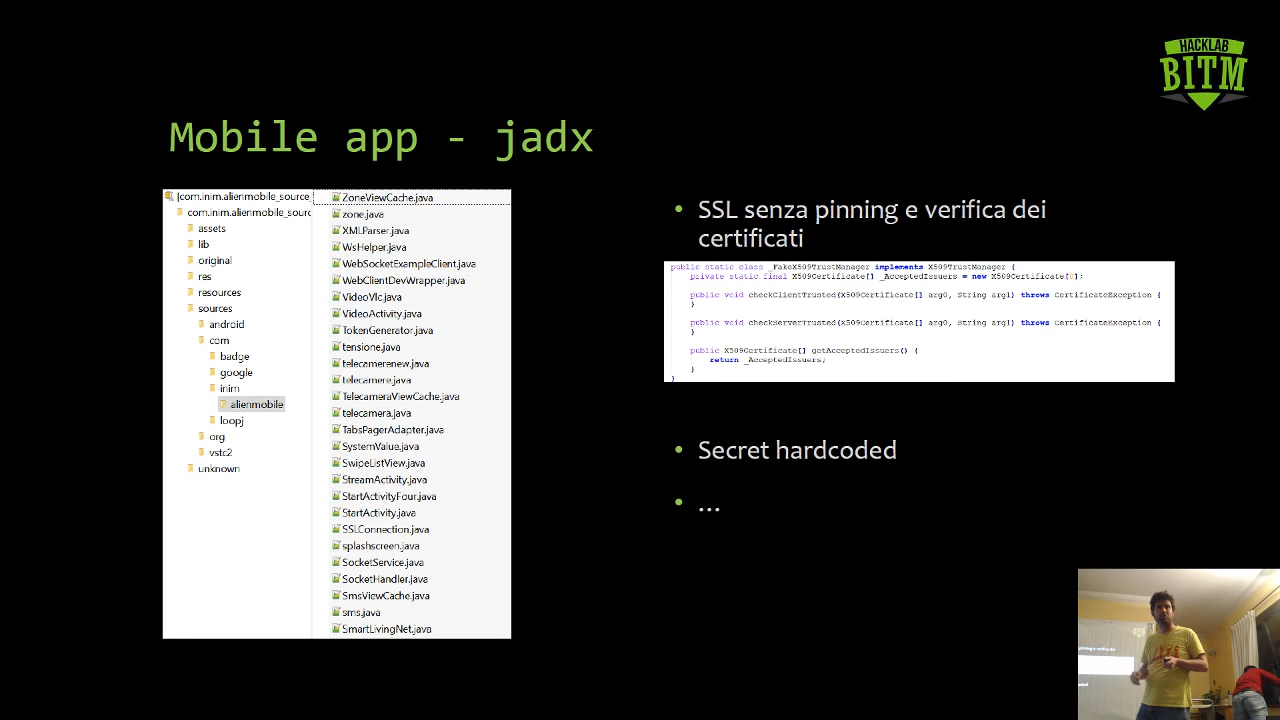 HACKLAB
BITM
Mobile app - jadx
com.inim.alienmobile_source_
com.inim.alienmobile_sourc
assets
lib
original
res
resources
sources
android
com
badge
google
inim
alienmobile
loopj
org
vstc2
unknown
ZoneViewCache.java
zone.java
XMLParser.java
WsHelper.java
WebSocketExampleClient.java
WebClientDevWrapper.java
VideoVlc.java
VideoActivity.java
TokenGenerator.java
tensione.java
telecamerenew.java
telecamere.java
TelecameraViewCache.java
telecamera.java
TabsPagerAdapter.java
SystemValue.java
SwipeListView.java
StreamActivity.java
StartActivityFour.java
StartActivity.java
SSLConnection.java
splashscreen.java
SocketService.java
SocketHandler.java
SmsViewCache.java
sms.java
SmartLivingNet.java
• SSL senza pinning e verifica dei
certificati
public static class _FakeX509TrustManager implements X509TrustManager {
private static final X509Certificate[] _AcceptedIssuers = new X509Certificate[0];
public void checkClientTrusted(X509Certificate[] arg0, String arg1) throws CertificateException {
}
public void checkServerTrusted(X509Certificate[] arg0, String arg1) throws CertificateException {
}
public X509Certificate[] getAcceptedIssuers() {
return _AcceptedIssuers;
}
}
• Secret hardcoded
• ...